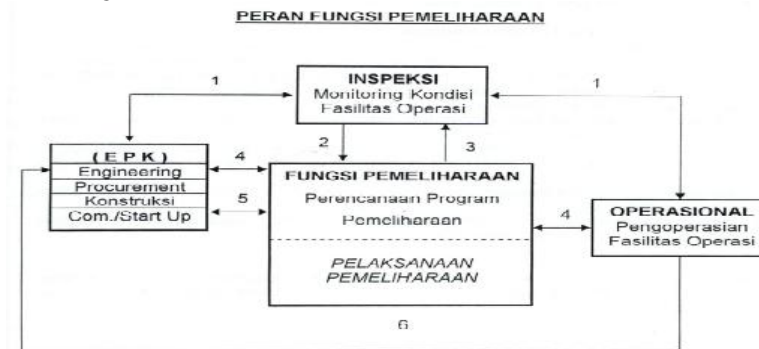 PERAN FUNGSI PEMELIHARAAN
1
1
INSPEKSI
Monitoring Kondisi
Fasilitas Operasi
2
3
( E P K )
Engineering
Procurement
Konstruksi
Com./Start Up
4
5
FUNGSI PEMELIHARAAN
Perencanaan Program
Pemeliharaan
PELAKSANAAN
PEMELIHARAAN
4
OPERASIONAL
Pengoperasian
Fasilitas Operasi
6